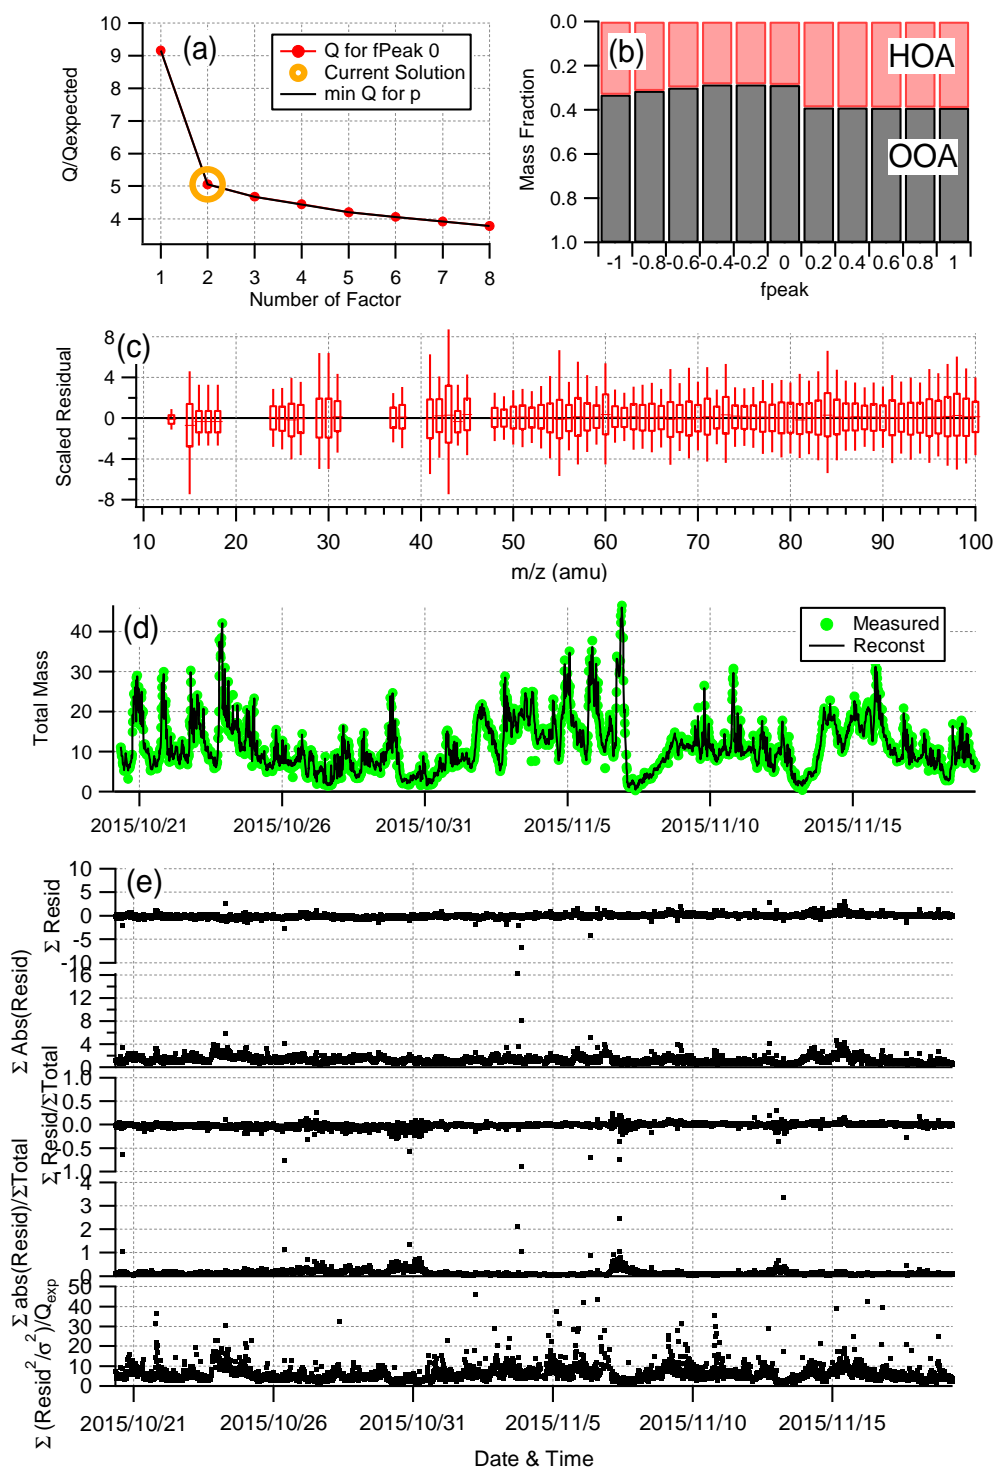 (a)
10
9
8
7
6
5
4
Q/Qexpected
Q for fPeak 0
Current Solution
min Q for p
1 2 3 4 5 6 7 8
Number of Factor
(b)
0.0
0.2
0.4
0.6
0.8
1.0
Mass Fraction
HOA
OOA
-1 -0.8 -0.6 -0.4 -0.2 0 0.2 0.4 0.6 0.8 1
fpeak
(c)
8
4
0
-4
-8
Scaled Residual
10 20 30 40 50 60 70 80 90 100
m/z (amu)
(d)
40
30
20
10
0
Total Mass
Measured
Reconst
2015/10/21 2015/10/26 2015/10/31 2015/11/5 2015/11/10 2015/11/15
(e)
10
5
0
-5
-10
Σ Resid
16
12
8
4
0
Σ Abs(Resid)
1.0
0.5
0.0
-0.5
-1.0
Σ Resid/ΣTotal
4
3
2
1
0
Σ abs(Resid)/ΣTotal
50
40
30
20
10
0
Σ (Resid²/σ²)/Q_exp
2015/10/21 2015/10/26 2015/10/31 2015/11/5 2015/11/10 2015/11/15
Date & Time